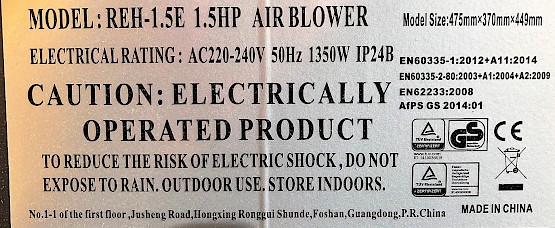 MODEL: REH-1.5E 1.5HP AIR BLOWER
Model Size:475mm×370mm×449mm
ELECTRICAL RATING: AC220-240V 50Hz 1350W IP24B
EN60335-1:2012+A11:2014
EN60335-2-80:2003+A1:2004+A2:2009
EN62233:2008
AfPS GS 2014:01
CAUTION: ELECTRICALLY
OPERATED PRODUCT
TO REDUCE THE RISK OF ELECTRIC SHOCK , DO NOT
EXPOSE TO RAIN. OUTDOOR USE. STORE INDOORS.
No.1-1 of the first floor ,Jusheng Road,Hongxing Ronggui Shunde,Foshan,Guangdong,P.R.China
GS
CE